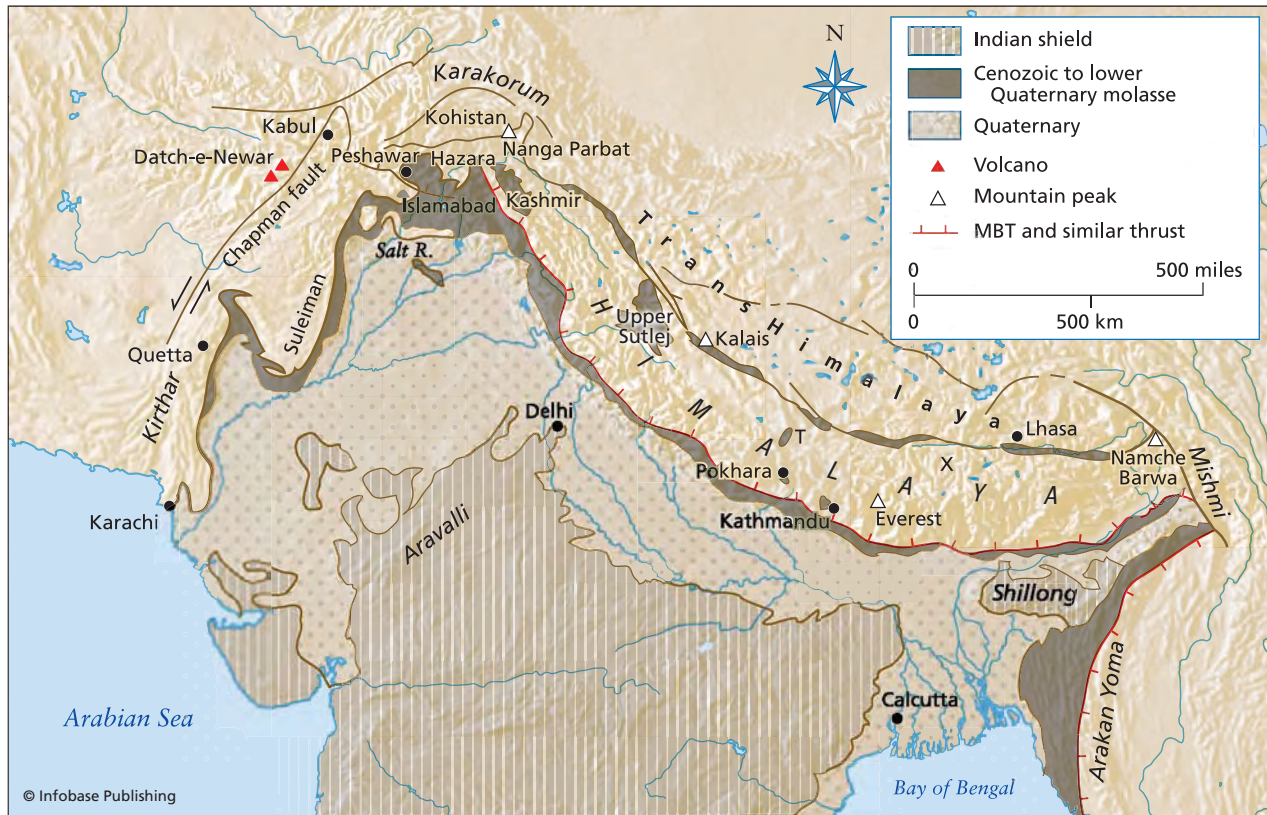 Karakorum
Kohistan
Kabul
Nanga Parbat
Datch-e-Newar
Peshawar
Hazara
Chapman fault
Islamabad
Kashmir
Salt R.
Suleiman
Quetta
Kirthar
Karachi
Upper
Sutlej
Kalais
TransHimalaya
HIMALAYA
Delhi
Aravalli
T
X
Pokhara
Kathmandu
Everest
Lhasa
Namche
Barwa
Mishmi
Shillong
Arakan Yoma
Calcutta
Arabian Sea
Bay of Bengal
© Infobase Publishing
N
Indian shield
Cenozoic to lower
Quaternary molasse
Quaternary
Volcano
Mountain peak
MBT and similar thrust
0 500 miles
0 500 km